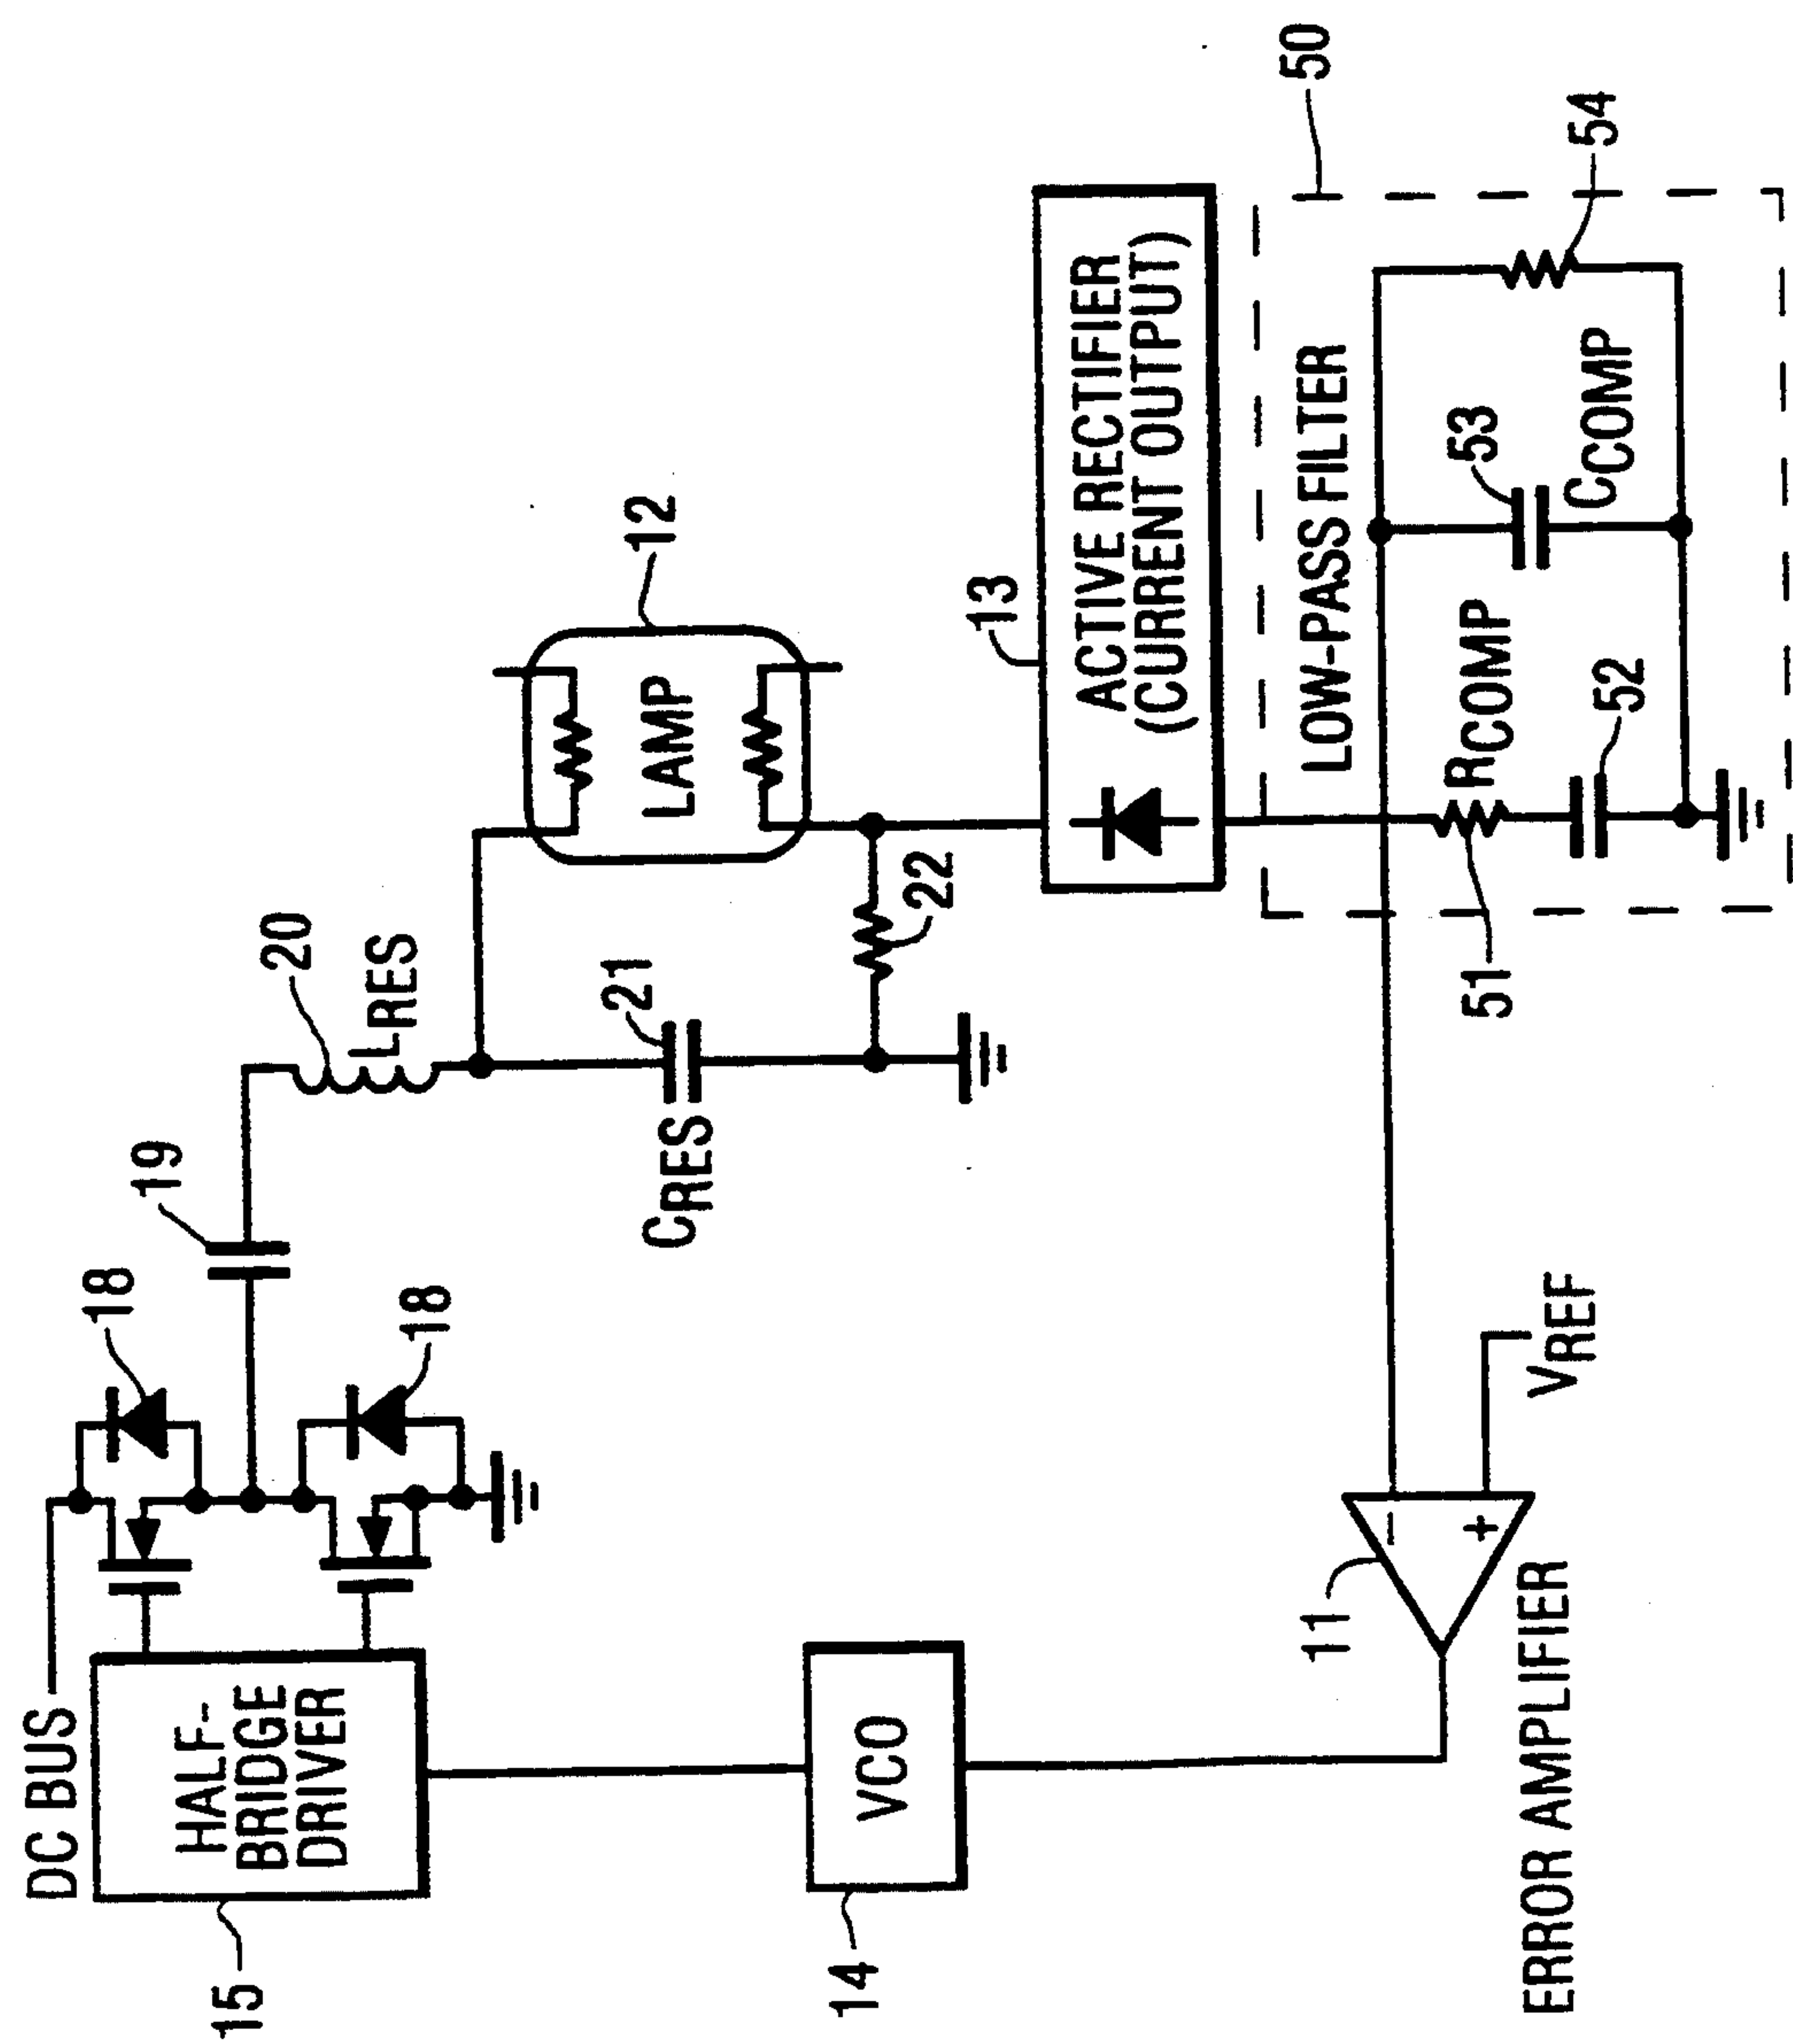 DC BUS
HALF-
BRIDGE
DRIVER
15
18
18
19
20
LRES
CRES
21
22
12
LAMP
14
VCO
13
ACTIVE RECTIFIER
(CURRENT OUTPUT)
50
LOW-PASS FILTER
RCOMP
51
52
53
CCOMP
54
11
-
+
VREF
ERROR AMPLIFIER